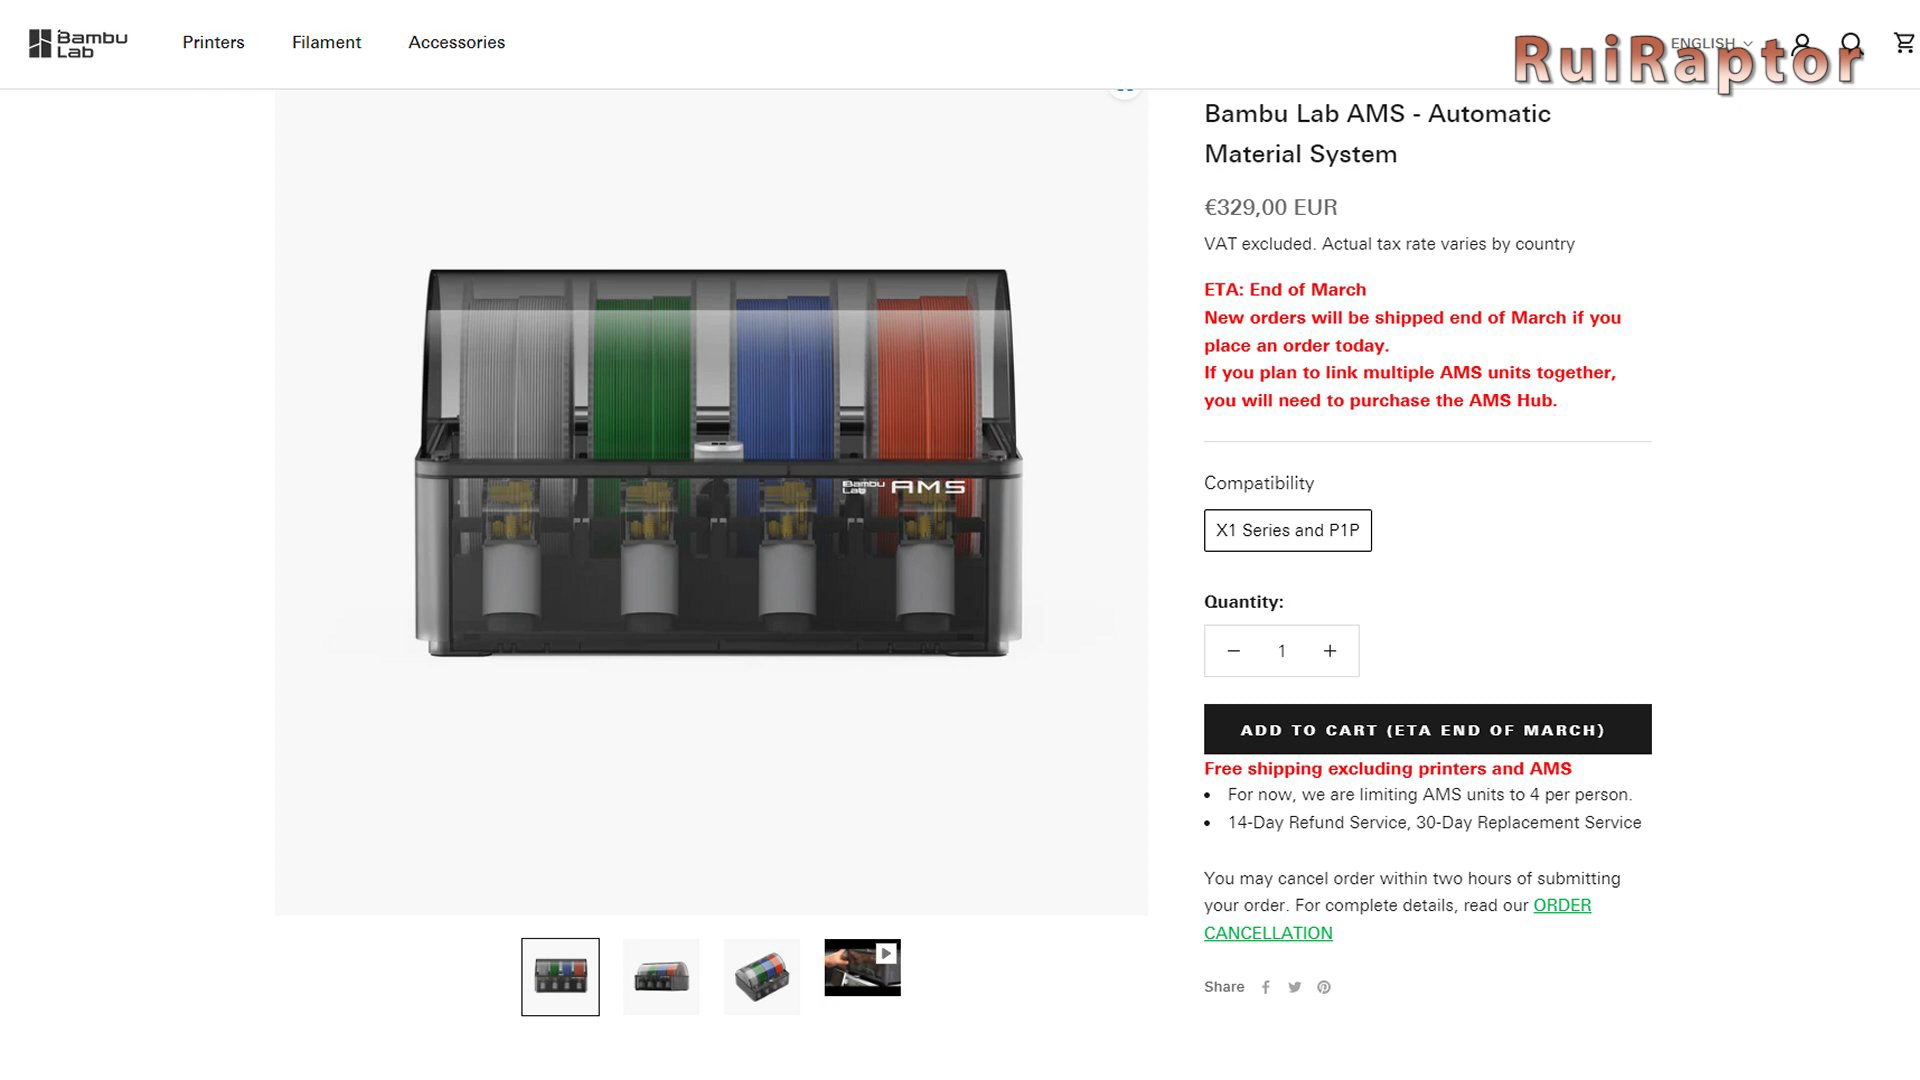 Bambu Lab
Printers
Filament
Accessories
ENGLISH
RuiRaptor
Bambu Lab AMS - Automatic
Material System
€329,00 EUR
VAT excluded. Actual tax rate varies by country
ETA: End of March
New orders will be shipped end of March if you
place an order today.
If you plan to link multiple AMS units together,
you will need to purchase the AMS Hub.
Bambu Lab AMS
Compatibility
X1 Series and P1P
Quantity:
− 1 +
ADD TO CART (ETA END OF MARCH)
Free shipping excluding printers and AMS
• For now, we are limiting AMS units to 4 per person.
• 14-Day Refund Service, 30-Day Replacement Service
You may cancel order within two hours of submitting
your order. For complete details, read our ORDER
CANCELLATION
Share